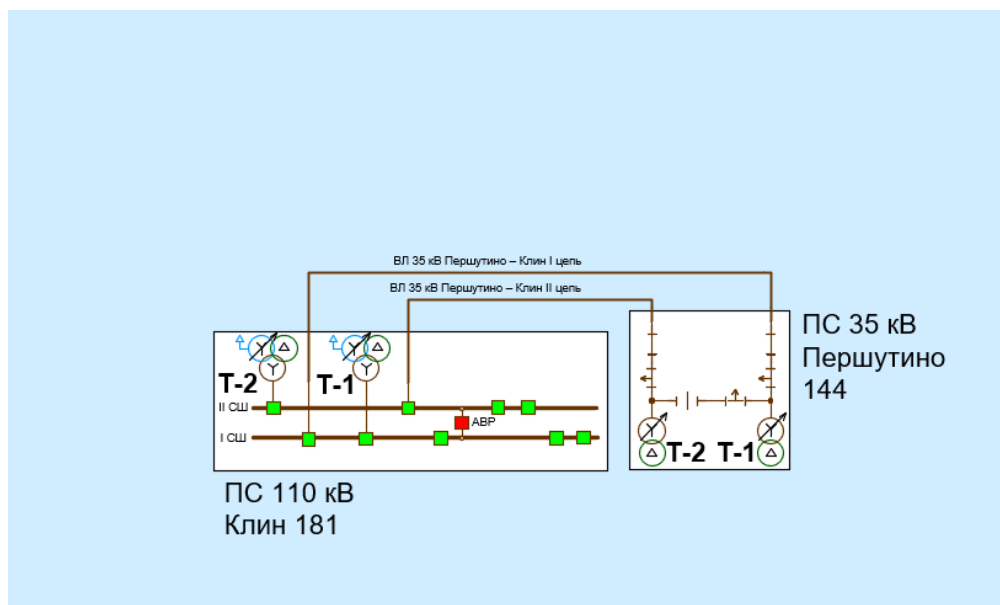 ВЛ 35 кВ Першутино – Клин I цепь
ВЛ 35 кВ Першутино – Клин II цепь
ПС 35 кВ
Першутино
144
Т-2
Т-1
II СШ
АВР
I СШ
Т-2
Т-1
ПС 110 кВ
Клин 181